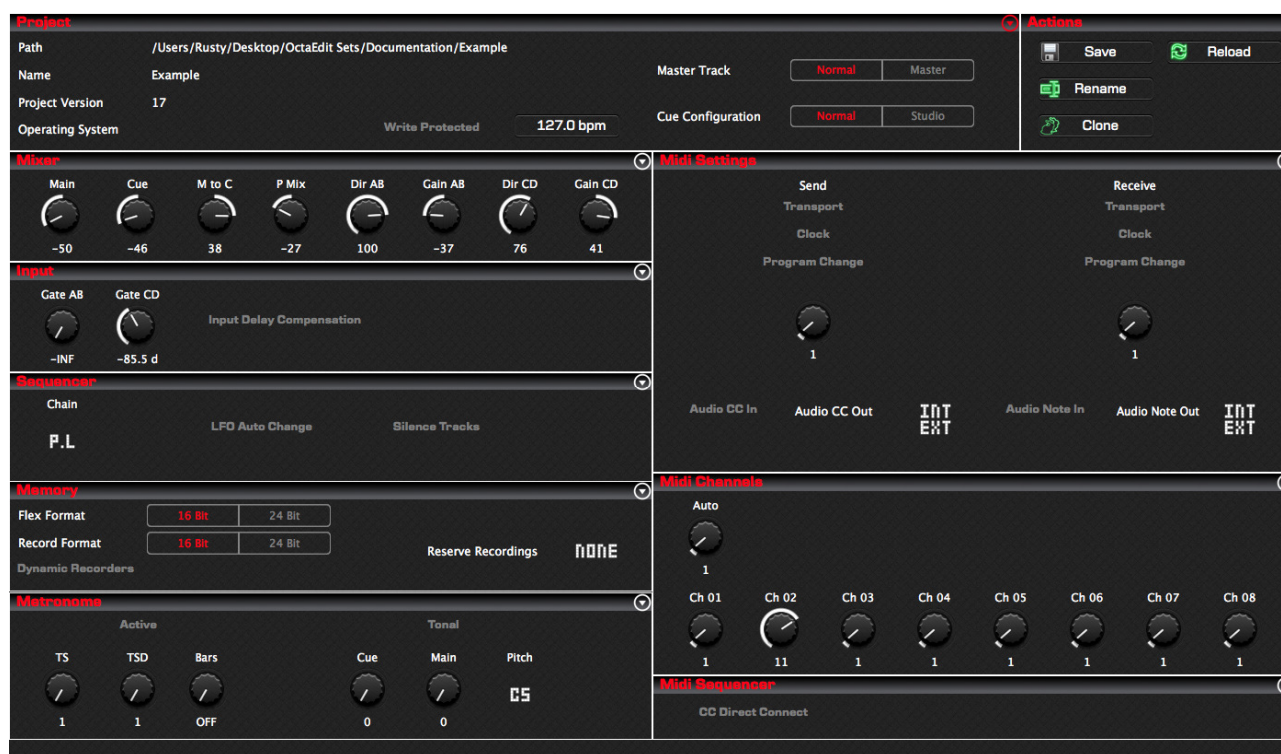 Project
Path /Users/Rusty/Desktop/OctaEdit Sets/Documentation/Example
Name Example
Project Version 17
Operating System
Write Protected 127.0 bpm
Master Track Normal Master
Cue Configuration Normal Studio
Actions
Save Reload
Rename
Clone
Mixer
Main Cue M to C P Mix Dir AB Gain AB Dir CD Gain CD
-50 -46 38 -27 100 -37 76 41
Input
Gate AB Gate CD
Input Delay Compensation
-INF -85.5 d
Sequencer
Chain
LFO Auto Change Silence Tracks
P.L
Memory
Flex Format 16 Bit 24 Bit
Record Format 16 Bit 24 Bit
Reserve Recordings NONE
Dynamic Recorders
Metronome
Active Tonal
TS TSD Bars Cue Main Pitch
C5
1 1 OFF 0 0
Midi Settings
Send Receive
Transport Transport
Clock Clock
Program Change Program Change
1 1
Audio CC In Audio CC Out INT EXT Audio Note In Audio Note Out INT EXT
Midi Channels
Auto
1
Ch 01 Ch 02 Ch 03 Ch 04 Ch 05 Ch 06 Ch 07 Ch 08
1 11 1 1 1 1 1 1
Midi Sequencer
CC Direct Connect